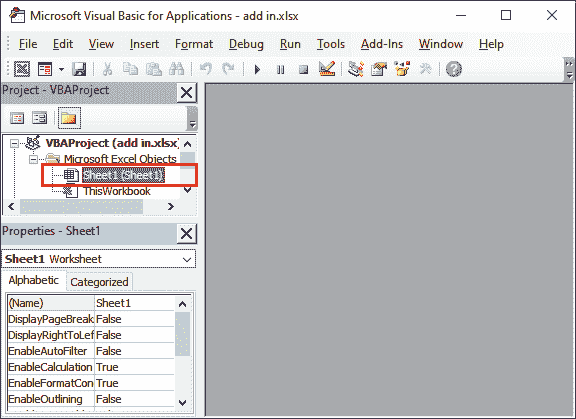 Microsoft Visual Basic for Applications - add in.xlsx
File Edit View Insert Format Debug Run Tools Add-Ins Window Help
Project - VBAProject
VBAProject (add in.xlsx)
Microsoft Excel Objects
Sheet1 (Sheet1)
ThisWorkbook
Properties - Sheet1
Sheet1 Worksheet
Alphabetic Categorized
(Name) Sheet1
DisplayPageBreak False
DisplayRightToLef False
EnableAutoFilter False
EnableCalculation True
EnableFormatCon True
EnableOutlining False